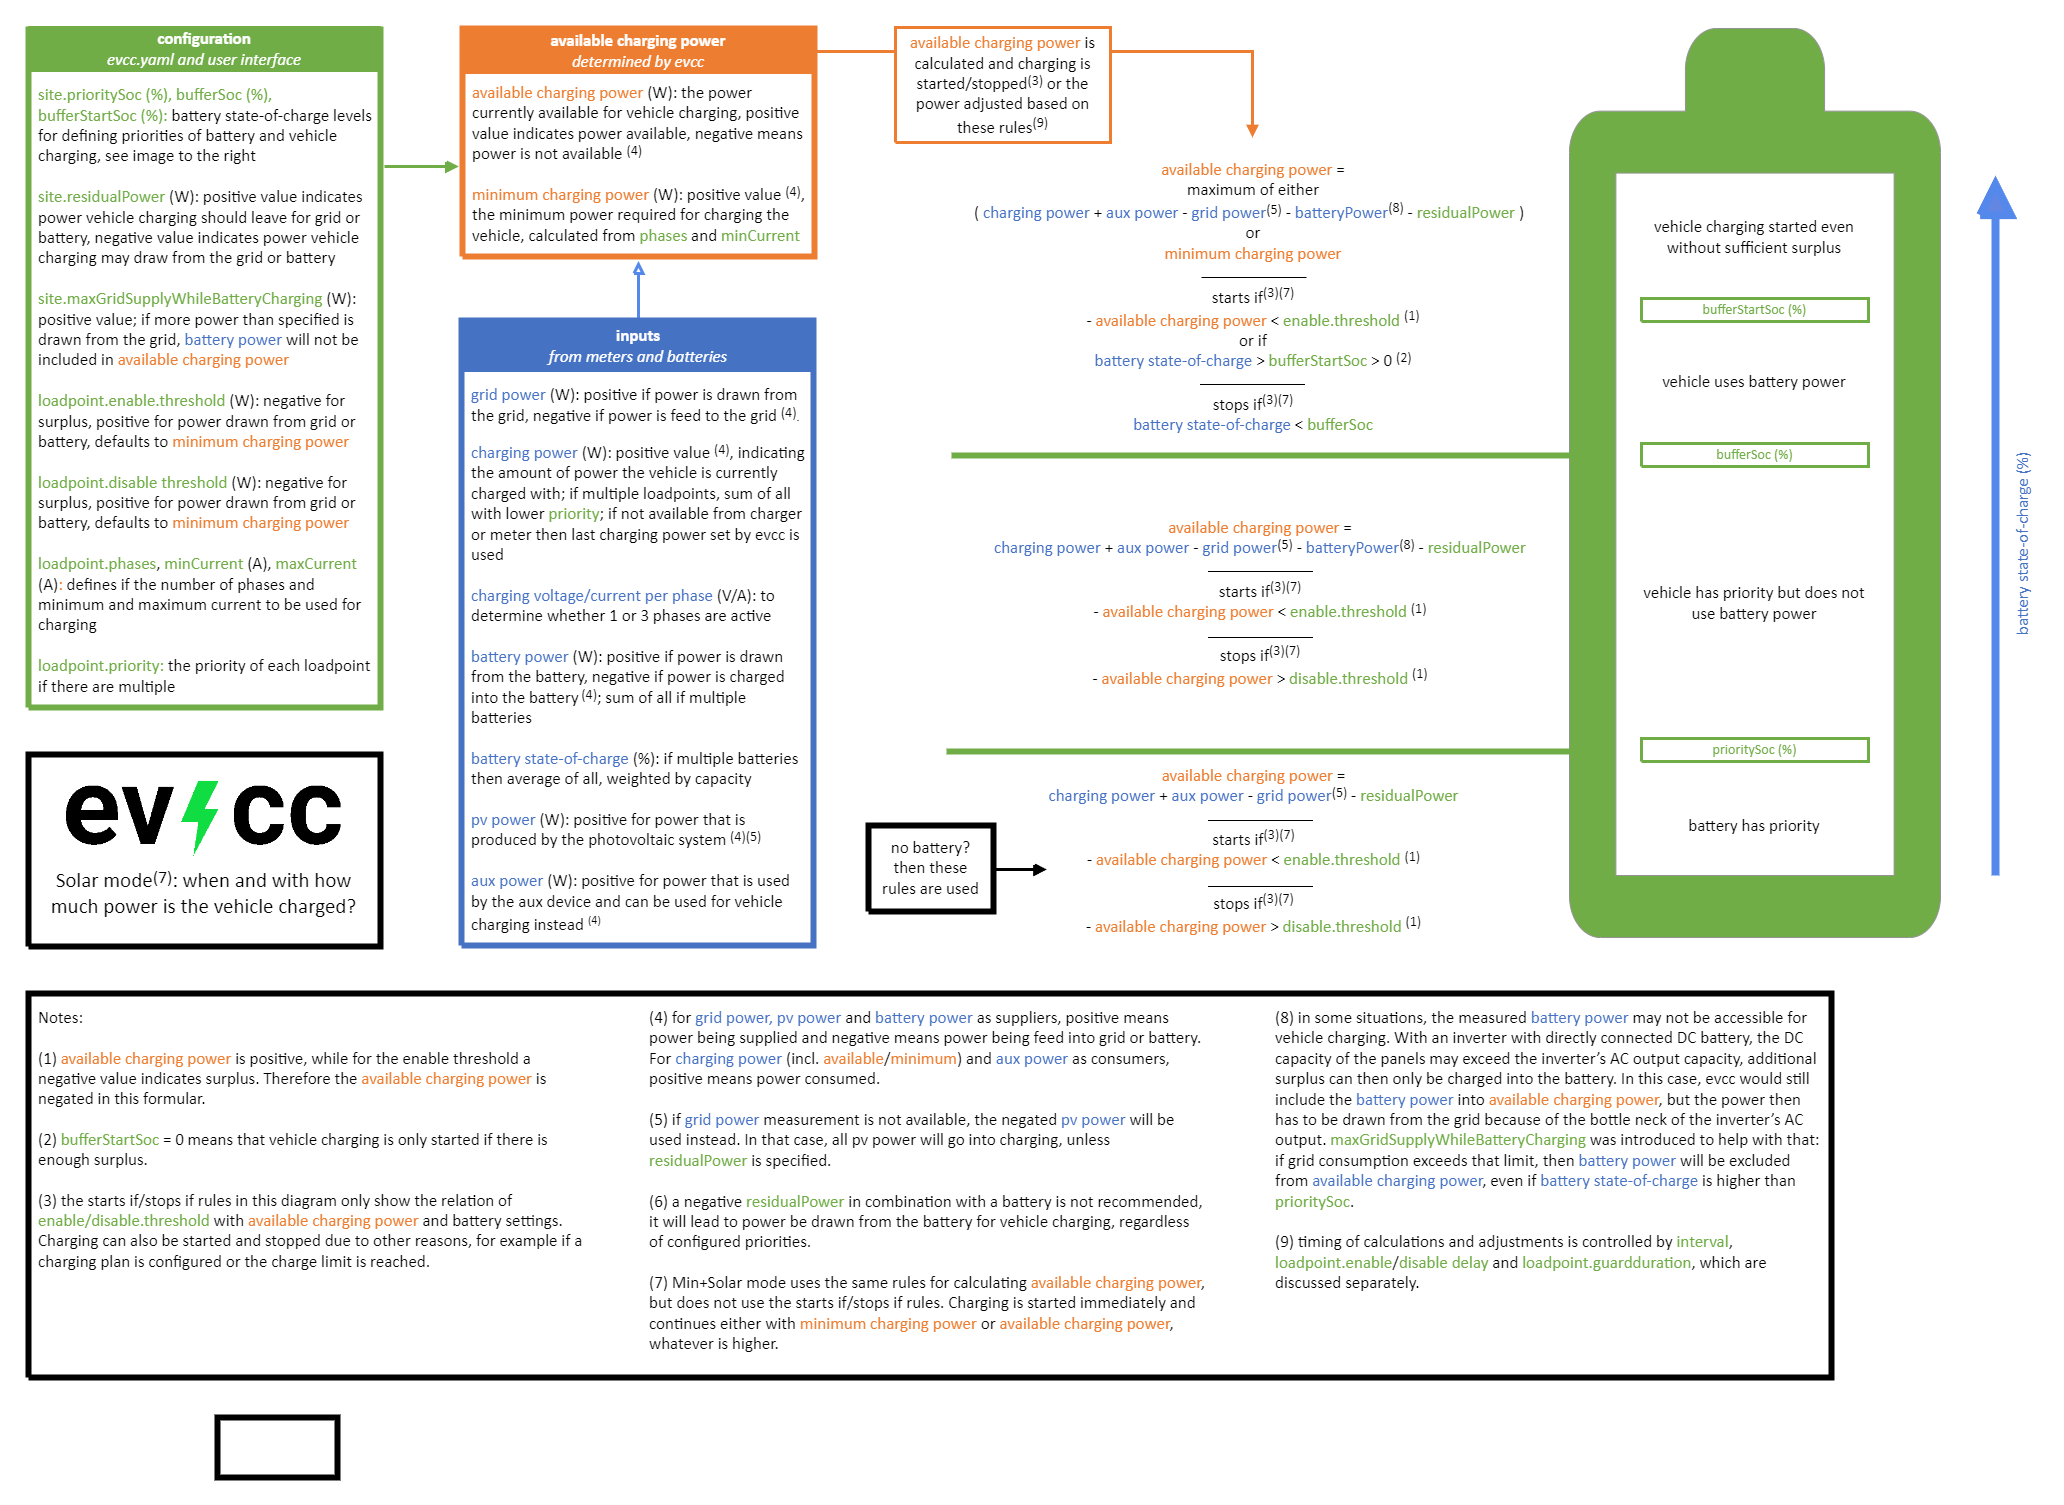 configuration
evcc.yaml and user interface
site.prioritySoc (%), bufferSoc (%),
bufferStartSoc (%): battery state-of-charge levels
for defining priorities of battery and vehicle
charging, see image to the right
site.residualPower (W): positive value indicates
power vehicle charging should leave for grid or
battery, negative value indicates power vehicle
charging may draw from the grid or battery
site.maxGridSupplyWhileBatteryCharging (W):
positive value; if more power than specified is
drawn from the grid, battery power will not be
included in available charging power
loadpoint.enable.threshold (W): negative for
surplus, positive for power drawn from grid or
battery, defaults to minimum charging power
loadpoint.disable threshold (W): negative for
surplus, positive for power drawn from grid or
battery, defaults to minimum charging power
loadpoint.phases, minCurrent (A), maxCurrent
(A): defines if the number of phases and
minimum and maximum current to be used for
charging
loadpoint.priority: the priority of each loadpoint
if there are multiple
evcc
Solar mode(7): when and with how
much power is the vehicle charged?
available charging power
determined by evcc
available charging power (W): the power
currently available for vehicle charging, positive
value indicates power available, negative means
power is not available (4)
minimum charging power (W): positive value (4),
the minimum power required for charging the
vehicle, calculated from phases and minCurrent
inputs
from meters and batteries
grid power (W): positive if power is drawn from
the grid, negative if power is feed to the grid (4).
charging power (W): positive value (4), indicating
the amount of power the vehicle is currently
charged with; if multiple loadpoints, sum of all
with lower priority; if not available from charger
or meter then last charging power set by evcc is
used
charging voltage/current per phase (V/A): to
determine whether 1 or 3 phases are active
battery power (W): positive if power is drawn
from the battery, negative if power is charged
into the battery (4); sum of all if multiple
batteries
battery state-of-charge (%): if multiple batteries
then average of all, weighted by capacity
pv power (W): positive for power that is
produced by the photovoltaic system (4)(5)
aux power (W): positive for power that is used
by the aux device and can be used for vehicle
charging instead (4)
available charging power is
calculated and charging is
started/stopped(3) or the
power adjusted based on
these rules(9)
available charging power =
maximum of either
( charging power + aux power - grid power(5) - batteryPower(8) - residualPower )
or
minimum charging power
starts if(3)(7)
- available charging power < enable.threshold (1)
or if
battery state-of-charge > bufferStartSoc > 0 (2)
stops if(3)(7)
battery state-of-charge < bufferSoc
available charging power =
charging power + aux power - grid power(5) - batteryPower(8) - residualPower
starts if(3)(7)
- available charging power < enable.threshold (1)
stops if(3)(7)
- available charging power > disable.threshold (1)
available charging power =
charging power + aux power - grid power(5) - residualPower
starts if(3)(7)
- available charging power < enable.threshold (1)
stops if(3)(7)
- available charging power > disable.threshold (1)
no battery?
then these
rules are used
vehicle charging started even
without sufficient surplus
bufferStartSoc (%)
vehicle uses battery power
bufferSoc (%)
vehicle has priority but does not
use battery power
prioritySoc (%)
battery has priority
battery state-of-charge (%)
Notes:
(1) available charging power is positive, while for the enable threshold a
negative value indicates surplus. Therefore the available charging power is
negated in this formular.
(2) bufferStartSoc = 0 means that vehicle charging is only started if there is
enough surplus.
(3) the starts if/stops if rules in this diagram only show the relation of
enable/disable.threshold with available charging power and battery settings.
Charging can also be started and stopped due to other reasons, for example if a
charging plan is configured or the charge limit is reached.
(4) for grid power, pv power and battery power as suppliers, positive means
power being supplied and negative means power being feed into grid or battery.
For charging power (incl. available/minimum) and aux power as consumers,
positive means power consumed.
(5) if grid power measurement is not available, the negated pv power will be
used instead. In that case, all pv power will go into charging, unless
residualPower is specified.
(6) a negative residualPower in combination with a battery is not recommended,
it will lead to power be drawn from the battery for vehicle charging, regardless
of configured priorities.
(7) Min+Solar mode uses the same rules for calculating available charging power,
but does not use the starts if/stops if rules. Charging is started immediately and
continues either with minimum charging power or available charging power,
whatever is higher.
(8) in some situations, the measured battery power may not be accessible for
vehicle charging. With an inverter with directly connected DC battery, the DC
capacity of the panels may exceed the inverter's AC output capacity, additional
surplus can then only be charged into the battery. In this case, evcc would still
include the battery power into available charging power, but the power then
has to be drawn from the grid because of the bottle neck of the inverter's AC
output. maxGridSupplyWhileBatteryCharging was introduced to help with that:
if grid consumption exceeds that limit, then battery power will be excluded
from available charging power, even if battery state-of-charge is higher than
prioritySoc.
(9) timing of calculations and adjustments is controlled by interval,
loadpoint.enable/disable delay and loadpoint.guardduration, which are
discussed separately.